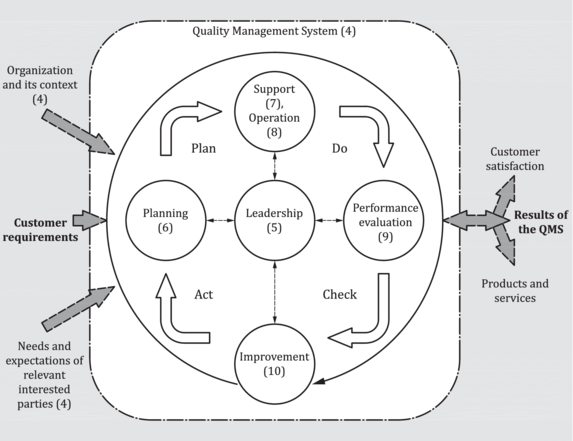 Quality Management System (4)
Organization
and its context
(4)
Support
(7),
Operation
(8)
Plan
Do
Customer
satisfaction
Customer
requirements
Planning
(6)
Leadership
(5)
Performance
evaluation
(9)
Results of
the QMS
Products and
services
Act
Check
Needs and
expectations of
relevant
interested
parties (4)
Improvement
(10)